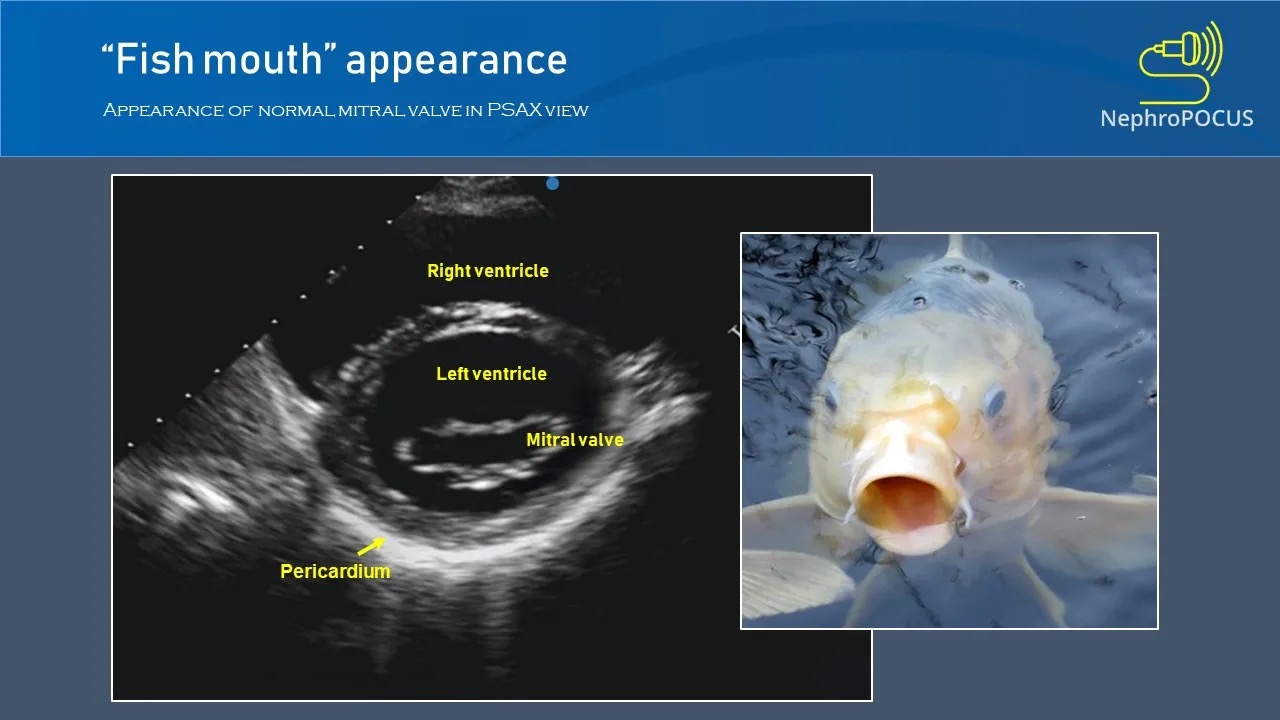 “Fish mouth” appearance
Appearance of normal mitral valve in PSAX view
NephroPOCUS
Right ventricle
Left ventricle
Mitral valve
Pericardium